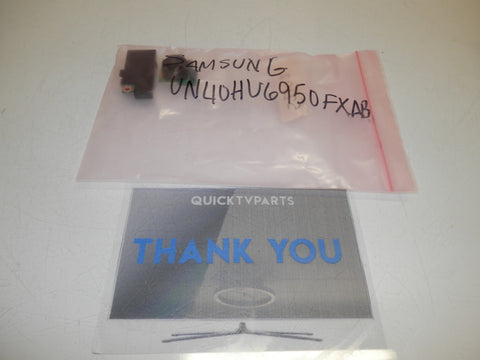 SAMSUNG
UN40HU6950FXAB
QUICKTVPARTS
THANK YOU